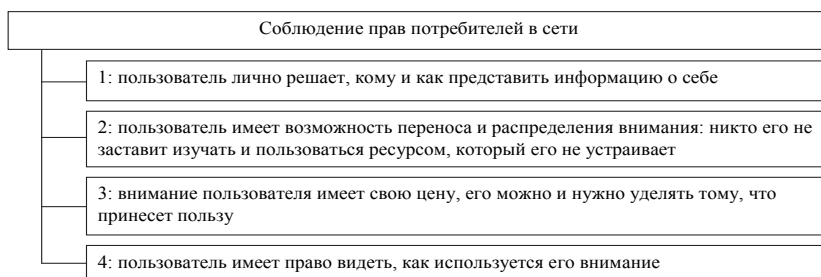 Соблюдение прав потребителей в сети
1: пользователь лично решает, кому и как представить информацию о себе
2: пользователь имеет возможность переноса и распределения внимания: никто его не
заставит изучать и пользоваться ресурсом, который его не устраивает
3: внимание пользователя имеет свою цену, его можно и нужно уделять тому, что
принесет пользу
4: пользователь имеет право видеть, как используется его внимание